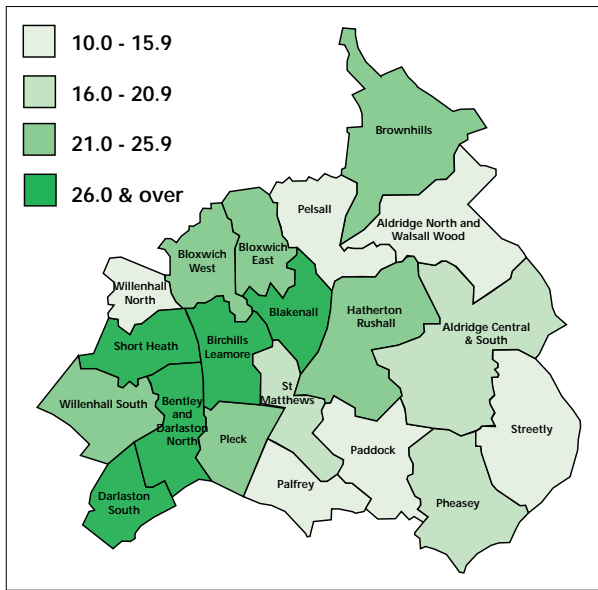 10.0 - 15.9
16.0 - 20.9
21.0 - 25.9
26.0 & over
Brownhills
Pelsall
Aldridge North and
Walsall Wood
Bloxwich
West
Bloxwich
East
Willenhall
North
Blakenall
Hatherton
Rushall
Aldridge Central
& South
Short Heath
Birchills
Leamore
St
Matthews
Willenhall South
Bentley
and
Darlaston
North
Pleck
Paddock
Streetly
Palfrey
Pheasey
Darlaston
South